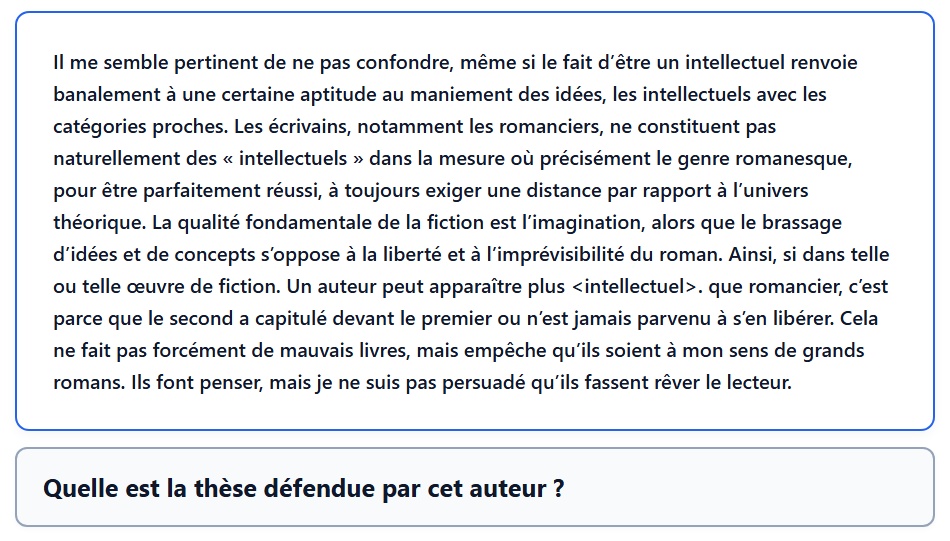 Il me semble pertinent de ne pas confondre, même si le fait d’être un intellectuel renvoie
banalement à une certaine aptitude au maniement des idées, les intellectuels avec les
catégories proches. Les écrivains, notamment les romanciers, ne constituent pas
naturellement des « intellectuels » dans la mesure où précisément le genre romanesque,
pour être parfaitement réussi, à toujours exiger une distance par rapport à l’univers
théorique. La qualité fondamentale de la fiction est l’imagination, alors que le brassage
d’idées et de concepts s’oppose à la liberté et à l’imprévisibilité du roman. Ainsi, si dans telle
ou telle œuvre de fiction. Un auteur peut apparaître plus <intellectuel>. que romancier, c’est
parce que le second a capitulé devant le premier ou n’est jamais parvenu à s’en libérer. Cela
ne fait pas forcément de mauvais livres, mais empêche qu’ils soient à mon sens de grands
romans. Ils font penser, mais je ne suis pas persuadé qu’ils fassent rêver le lecteur.
Quelle est la thèse défendue par cet auteur ?